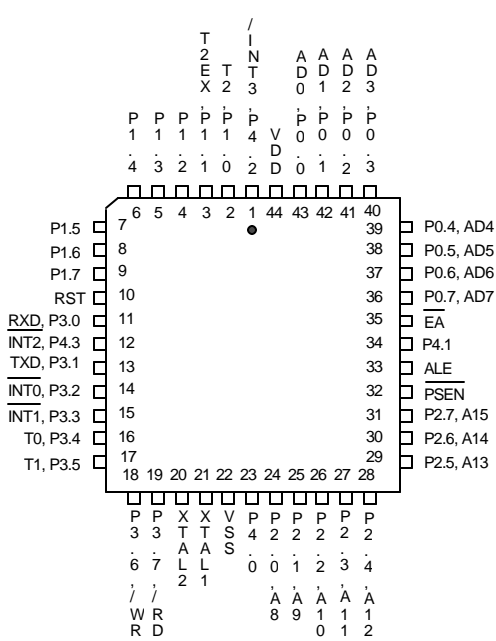 P1.4
P1.3
P1.2
T2EX,P1.1
T2,P1.0
/INT3,P4.2
VDD
AD0,P0.0
AD1,P0.1
AD2,P0.2
AD3,P0.3
6 5 4 3 2 1 44 43 42 41 40
P1.5 7
P1.6 8
P1.7 9
RST 10
RXD, P3.0 11
INT2, P4.3 12
TXD, P3.1 13
INT0, P3.2 14
INT1, P3.3 15
T0, P3.4 16
T1, P3.5 17
39 P0.4, AD4
38 P0.5, AD5
37 P0.6, AD6
36 P0.7, AD7
35 EA
34 P4.1
33 ALE
32 PSEN
31 P2.7, A15
30 P2.6, A14
29 P2.5, A13
18 19 20 21 22 23 24 25 26 27 28
P3.6,/WR
P3.7,/RD
XTAL2
XTAL1
VSS
P4.0
P2.0,A8
P2.1,A9
P2.2,A10
P2.3,A11
P2.4,A12